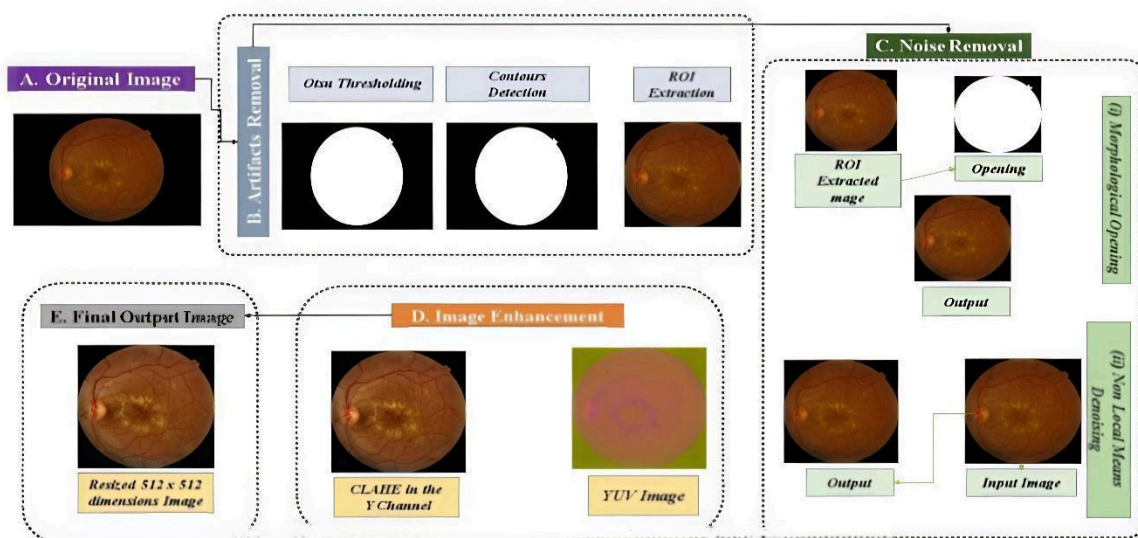 A. Original Image
B. Artifacts Removal
Otsu Thresholding
Contours
Detection
ROI
Extraction
C. Noise Removal
ROI
Extracted
mage
Opening
Output
(i) Morphological Opening
Output
Input Image
(ii) Non Local Means
Denoising
D. Image Enhancement
CLAHE in the
Y Channel
YUV Image
E. Final Output Image
Resized 512 x 512
dimensions Image